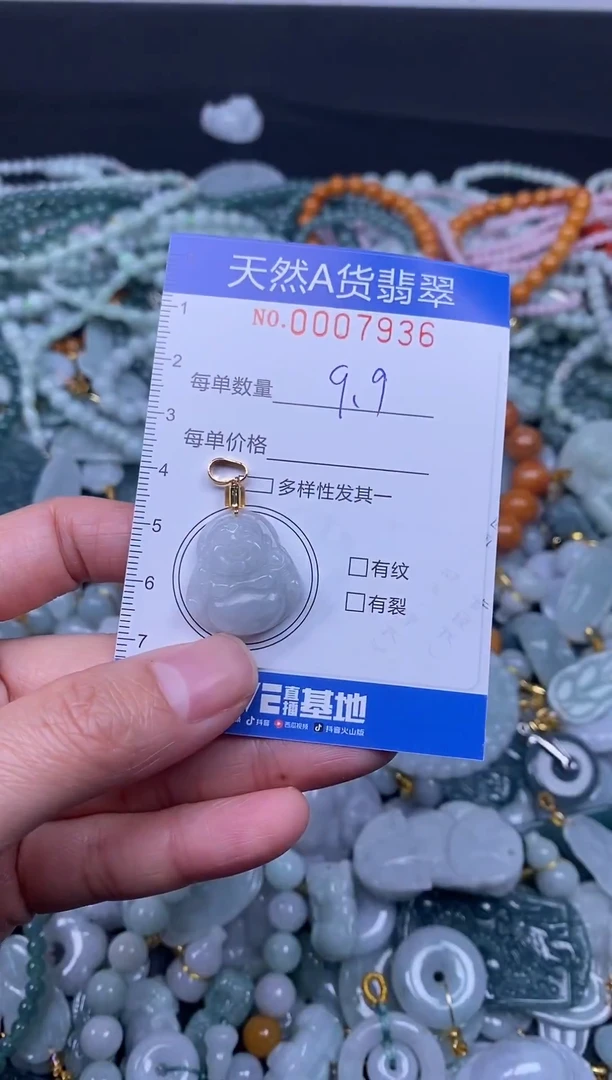 天然A货翡翠
NO.0007936
1
2
每单数量 9.9
3
每单价格
4
□多样性发其一
5
□有纹
6
□有裂
7
直播基地
抖音 西瓜视频 抖音火山版